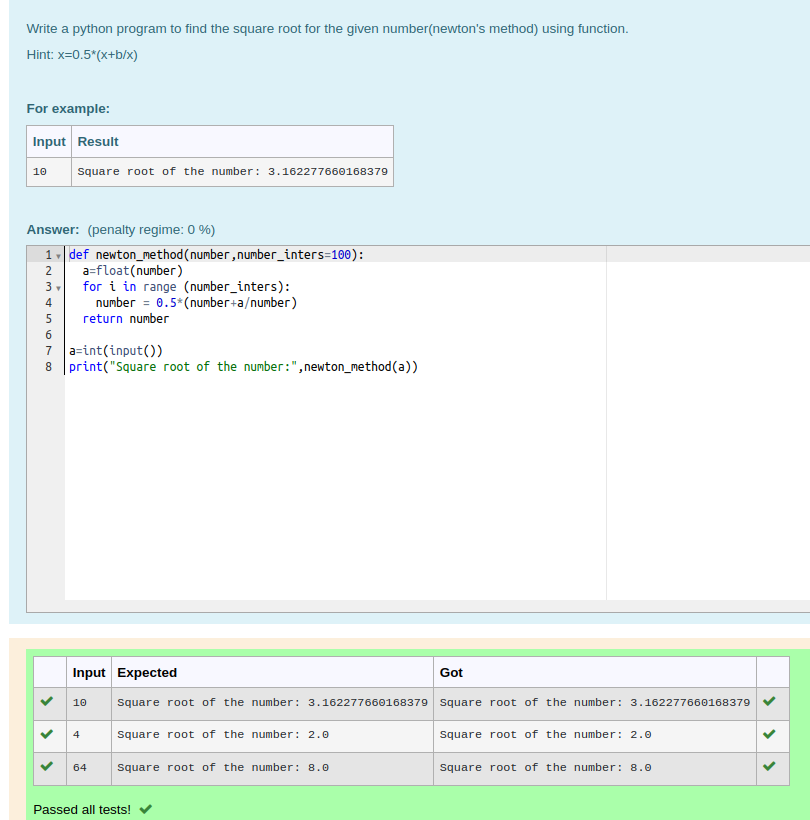 Write a python program to find the square root for the given number(newton's method) using function.
Hint: x=0.5*(x+b/x)
For example:
Input Result
10 Square root of the number: 3.162277660168379
Answer: (penalty regime: 0 %)
1 def newton_method(number,number_inters=100):
2   a=float(number)
3   for i in range (number_inters):
4     number = 0.5*(number+a/number)
5   return number
6
7 a=int(input())
8 print("Square root of the number:",newton_method(a))
Input Expected Got
10 Square root of the number: 3.162277660168379 Square root of the number: 3.162277660168379
4 Square root of the number: 2.0 Square root of the number: 2.0
64 Square root of the number: 8.0 Square root of the number: 8.0
Passed all tests!